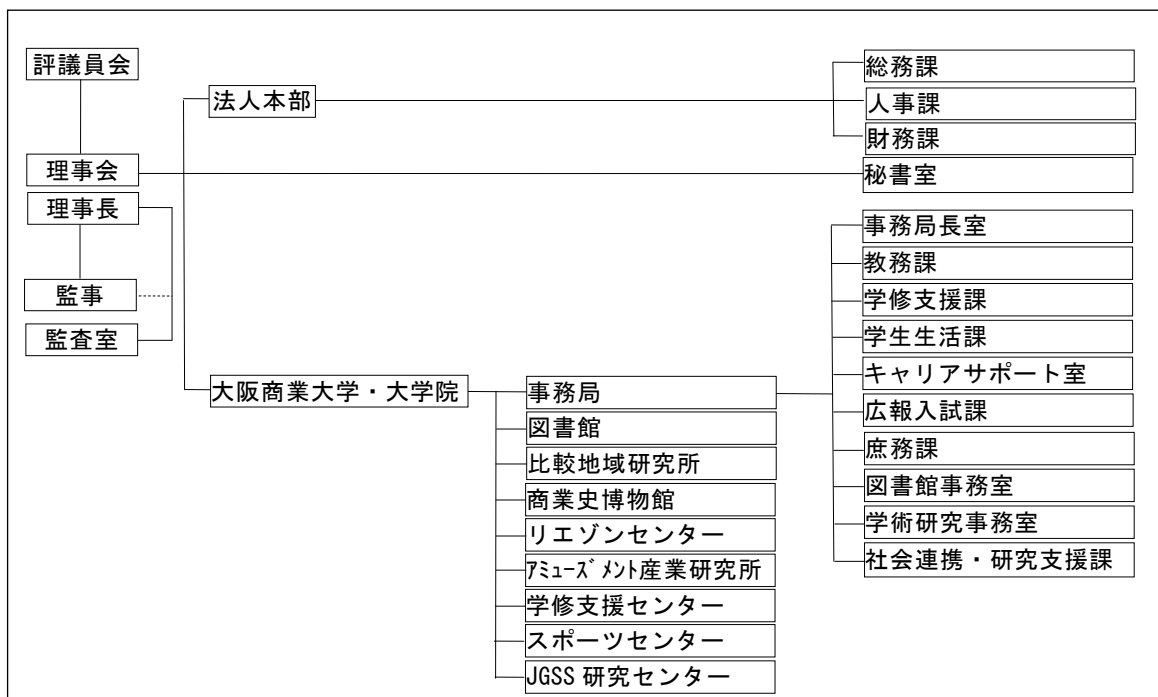 評議員会
理事会
理事長
監事
監査室
法人本部
総務課
人事課
財務課
秘書室
大阪商業大学・大学院
事務局
図書館
比較地域研究所
商業史博物館
リエゾンセンター
ｱﾐｭｰｽﾞﾒﾝﾄ産業研究所
学修支援センター
スポーツセンター
JGSS 研究センター
事務局長室
教務課
学修支援課
学生生活課
キャリアサポート室
広報入試課
庶務課
図書館事務室
学術研究事務室
社会連携・研究支援課